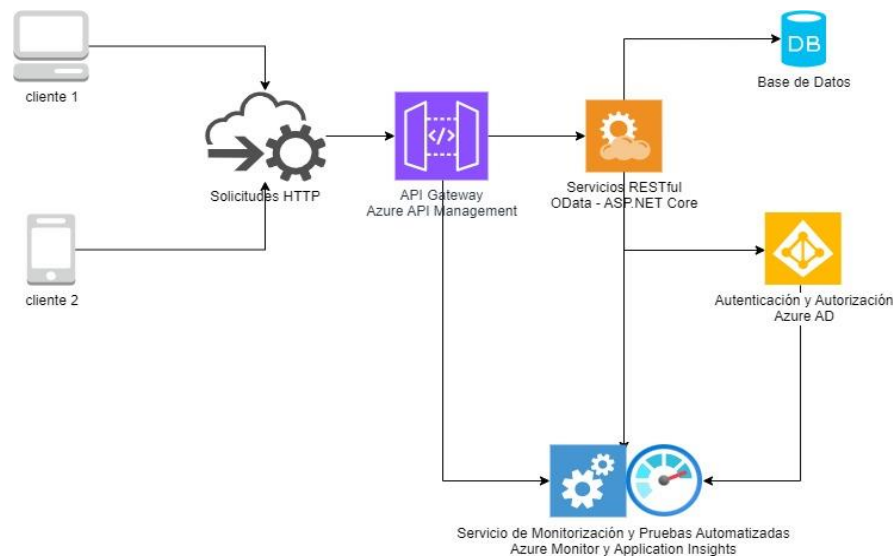 DB
cliente 1
Base de Datos
</>
Solicitudes HTTP
API Gateway
Azure API Management
Servicios RESTful
OData - ASP.NET Core
cliente 2
Autenticación y Autorización
Azure AD
Servicio de Monitorización y Pruebas Automatizadas
Azure Monitor y Application Insights